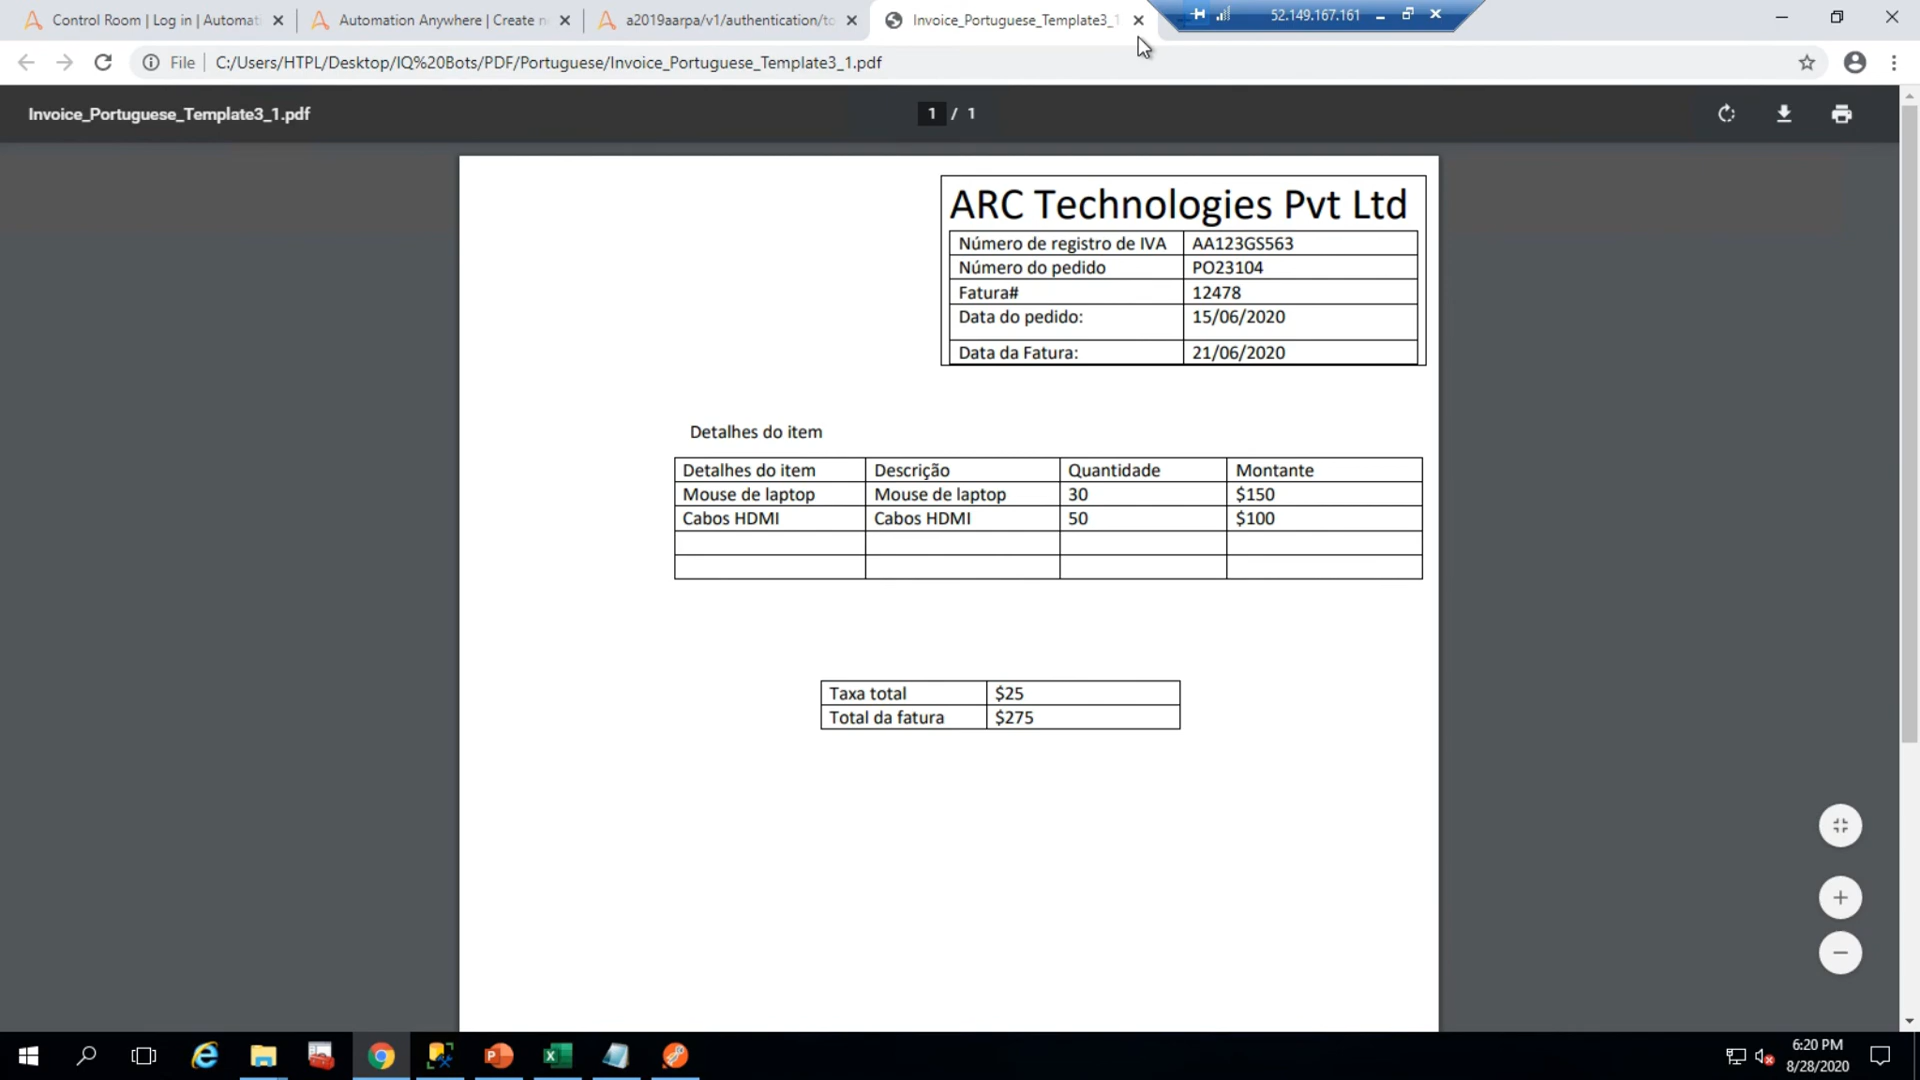 Control Room | Log in | Automat
Automation Anywhere | Create n
a2019aarpa/v1/authentication/to
Invoice_Portuguese_Template3_1
52.149.167.161
File
C:/Users/HTPL/Desktop/IQ%20Bots/PDF/Portuguese/Invoice_Portuguese_Template3_1.pdf
Invoice_Portuguese_Template3_1.pdf
1 / 1
ARC Technologies Pvt Ltd
Número de registro de IVA AA123GS563
Número do pedido PO23104
Fatura# 12478
Data do pedido: 15/06/2020
Data da Fatura: 21/06/2020
Detalhes do item
Detalhes do item Descrição Quantidade Montante
Mouse de laptop Mouse de laptop 30 $150
Cabos HDMI Cabos HDMI 50 $100
Taxa total $25
Total da fatura $275
6:20 PM
8/28/2020